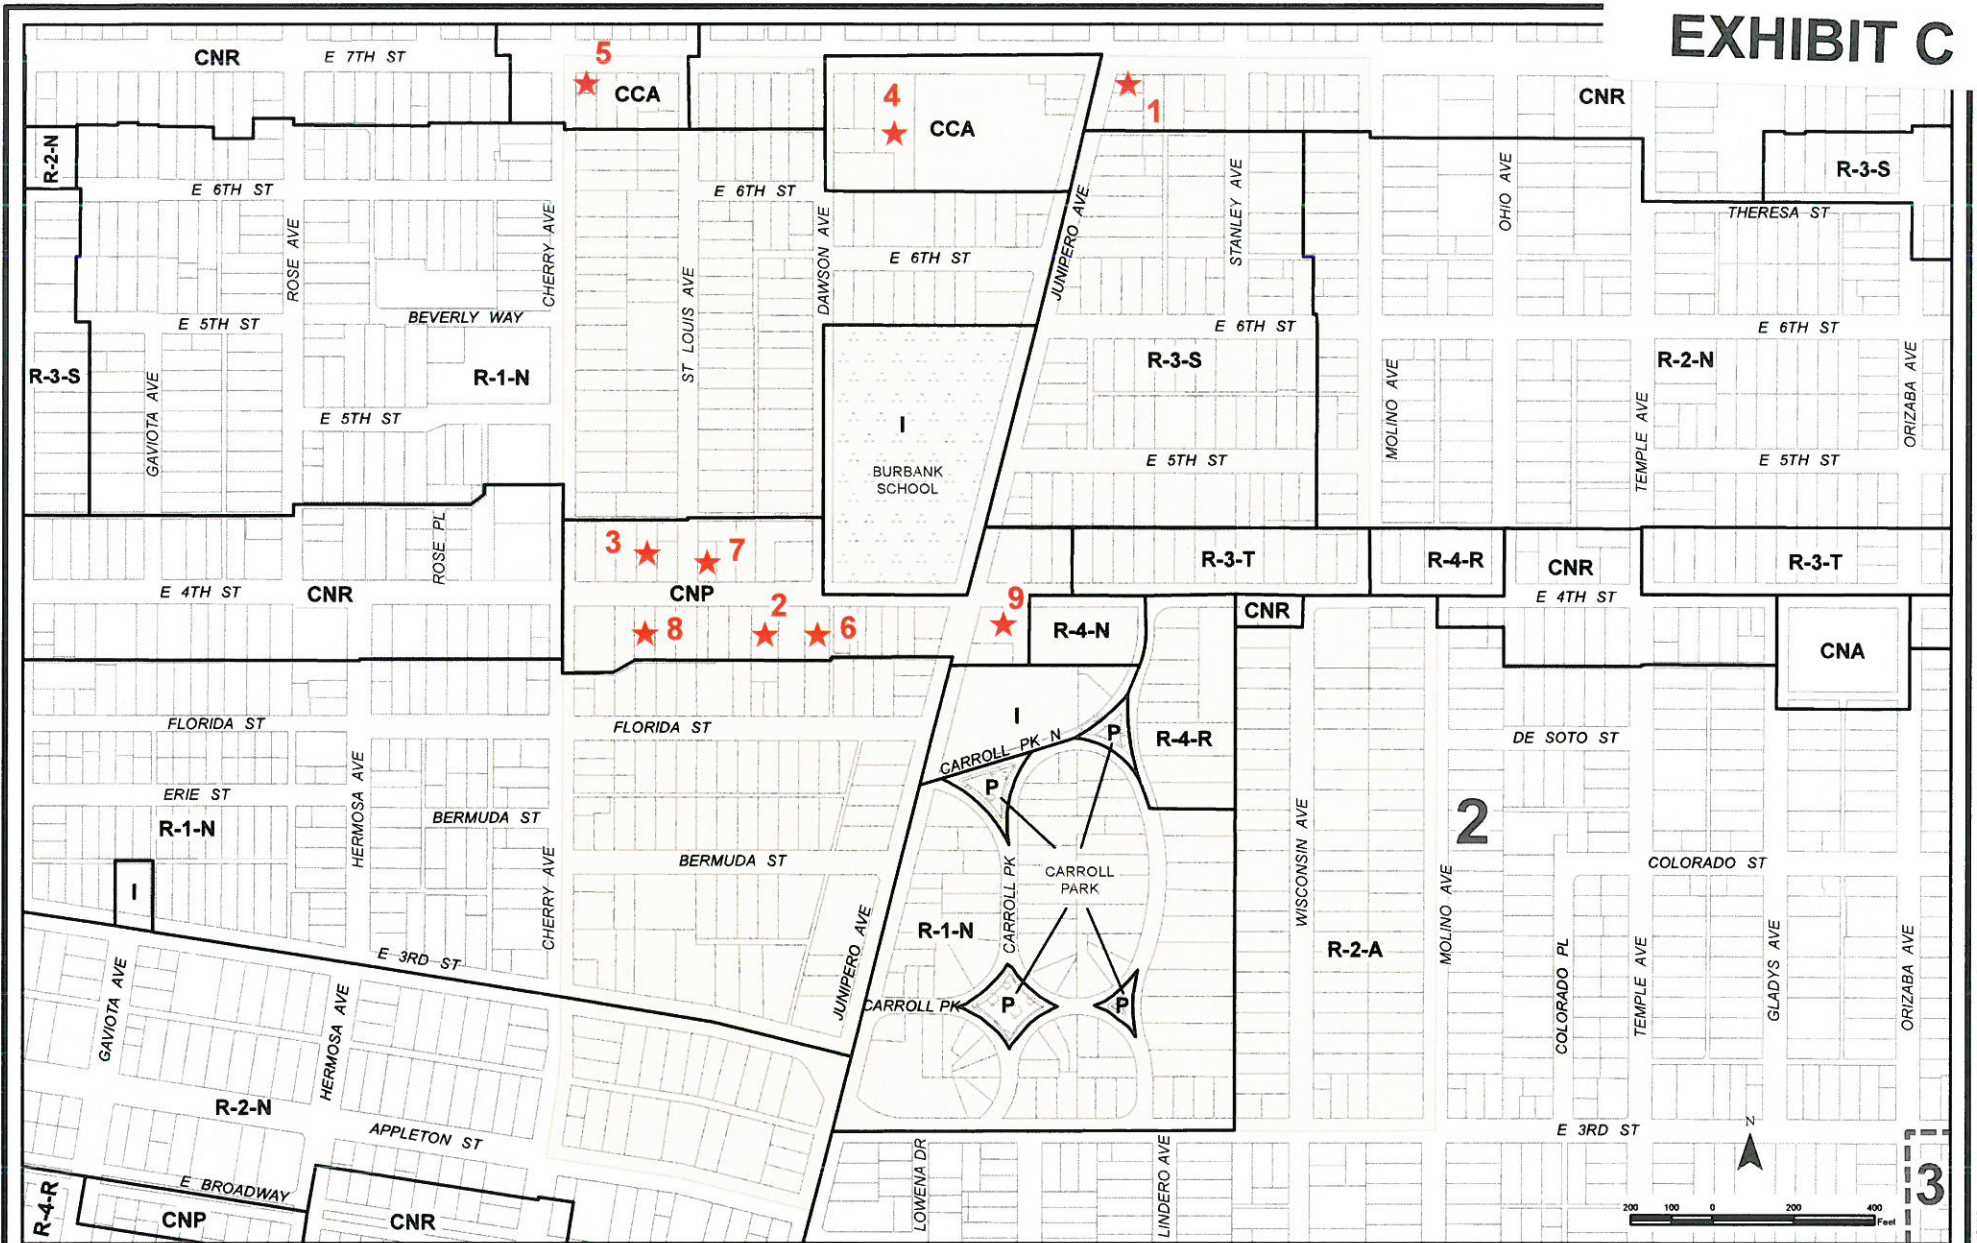 EXHIBIT C
CNR
E 7TH ST
5
CCA
4
CCA
1
CNR
R-2-N
E 6TH ST
E 6TH ST
R-3-S
THERESA ST
ROSE AVE
CHERRY AVE
ST LOUIS AVE
DAWSON AVE
E 6TH ST
JUNIPERO AVE
STANLEY AVE
OHIO AVE
E 5TH ST
BEVERLY WAY
E 6TH ST
E 6TH ST
R-3-S
GAVIOTA AVE
R-1-N
R-3-S
MOLINO AVE
R-2-N
TEMPLE AVE
ORIZABA AVE
E 5TH ST
I
BURBANK
SCHOOL
E 5TH ST
E 5TH ST
ROSE PL
3
7
R-3-T
R-4-R
CNR
R-3-T
E 4TH ST
CNR
CNP
2
9
CNR
E 4TH ST
8
6
R-4-N
CNA
FLORIDA ST
FLORIDA ST
I
CARROLL PK N
P
R-4-R
DE SOTO ST
HERMOSA AVE
ERIE ST
P
R-1-N
BERMUDA ST
BERMUDA ST
WISCONSIN AVE
2
COLORADO ST
I
CHERRY AVE
CARROLL PK
CARROLL
PARK
MOLINO AVE
JUNIPERO AVE
R-1-N
R-2-A
COLORADO PL
TEMPLE AVE
GLADYS AVE
ORIZABA AVE
E 3RD ST
GAVIOTA AVE
HERMOSA AVE
CARROLL PK
P
P
R-2-N
APPLETON ST
E 3RD ST
N
R-4-R
E BROADWAY
CNP
CNR
LOWENA DR
LINDERO AVE
3
200 100 0 200 400
Feet